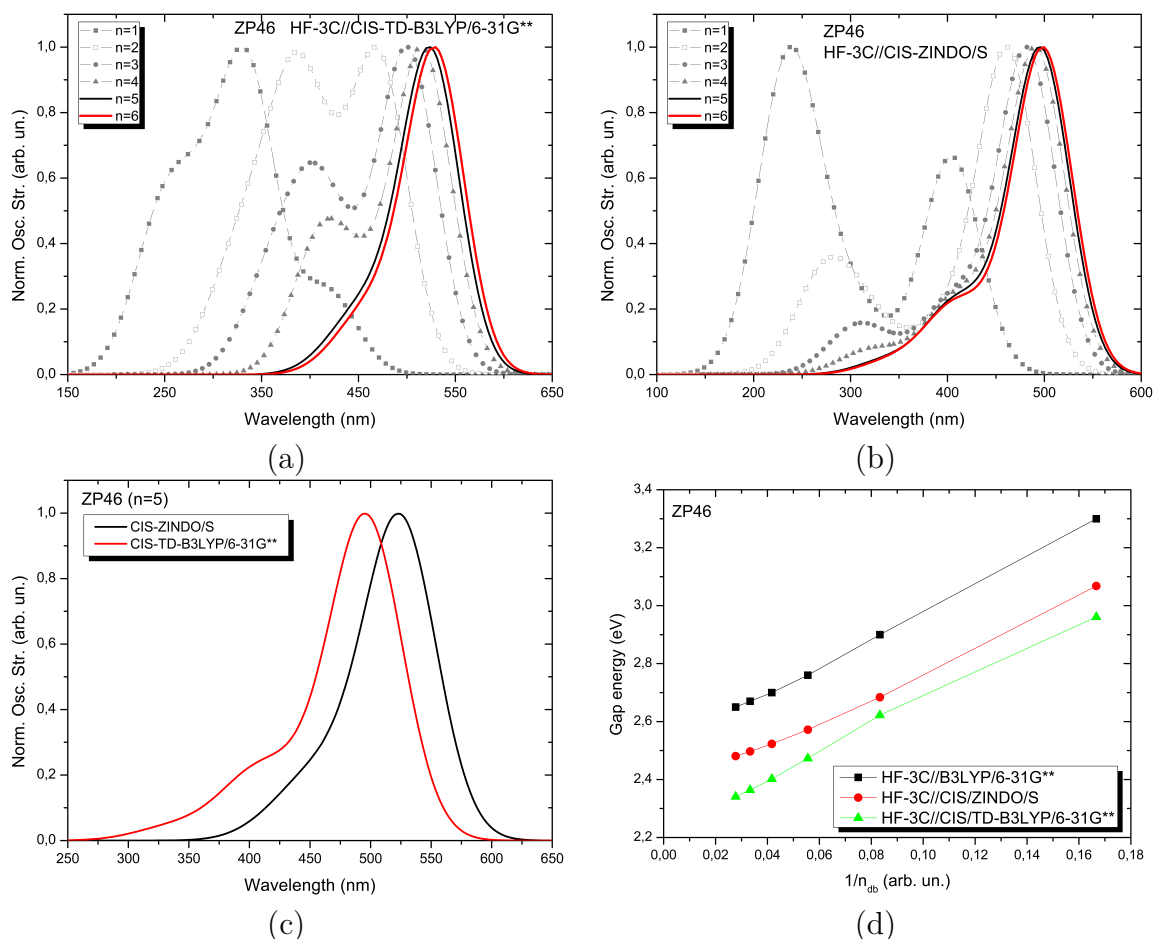 ZP46 HF-3C//CIS-TD-B3LYP/6-31G**
n=1
n=2
n=3
n=4
n=5
n=6
Norm. Osc. Str. (arb. un.)
1,0
0,8
0,6
0,4
0,2
0,0
150 250 350 450 550 650
Wavelength (nm)
(a)
ZP46
HF-3C//CIS-ZINDO/S
n=1
n=2
n=3
n=4
n=5
n=6
Norm. Osc. Str. (arb. un.)
1,0
0,8
0,6
0,4
0,2
0,0
100 200 300 400 500 600
Wavelength (nm)
(b)
ZP46 (n=5)
CIS-ZINDO/S
CIS-TD-B3LYP/6-31G**
Norm. Osc. Str. (arb. un.)
1,0
0,8
0,6
0,4
0,2
0,0
250 300 350 400 450 500 550 600 650
Wavelength (nm)
(c)
ZP46
Gap energy (eV)
3,4
3,2
3,0
2,8
2,6
2,4
2,2
HF-3C//B3LYP/6-31G**
HF-3C//CIS/ZINDO/S
HF-3C//CIS/TD-B3LYP/6-31G**
0,00 0,02 0,04 0,06 0,08 0,10 0,12 0,14 0,16 0,18
1/n_db (arb. un.)
(d)